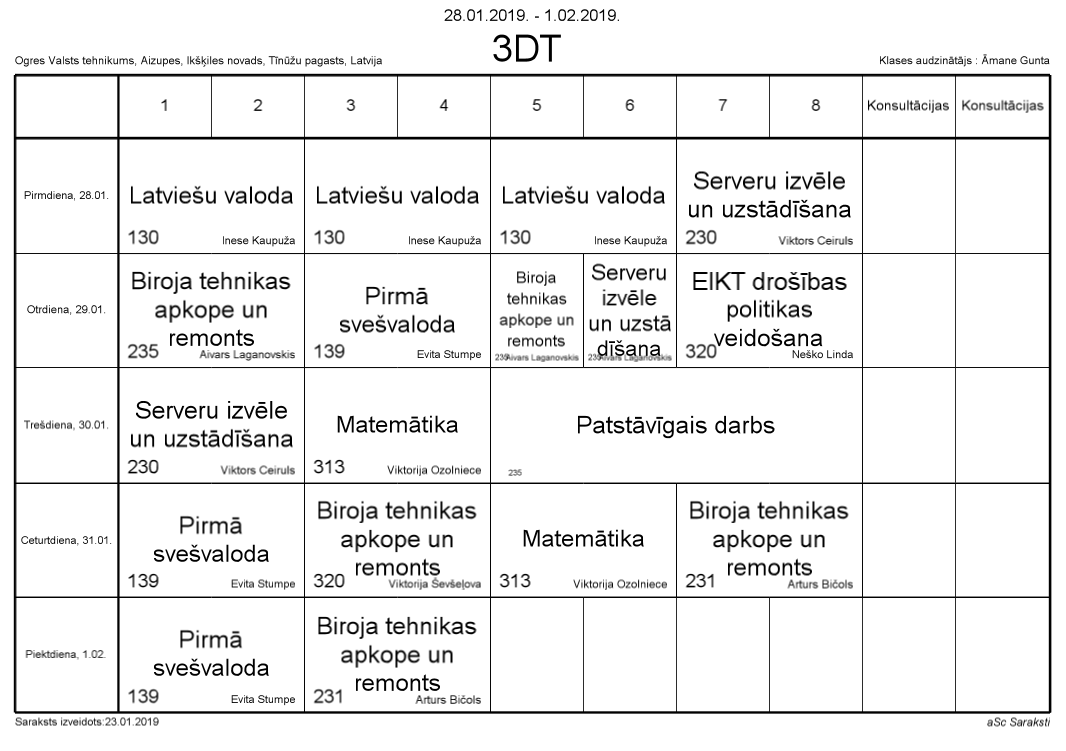 28.01.2019. - 1.02.2019.
3DT
Ogres Valsts tehnikums, Aizupes, Ikšķiles novads, Tīnūžu pagasts, Latvija
Klases audzinātājs : Āmane Gunta
1 2 3 4 5 6 7 8 Konsultācijas Konsultācijas
Pirmdiena, 28.01.
Latviešu valoda
130 Inese Kaupuža
Latviešu valoda
130 Inese Kaupuža
Latviešu valoda
130 Inese Kaupuža
Serveru izvēle
un uzstādīšana
230 Viktors Ceiruls
Otrdiena, 29.01.
Biroja tehnikas
apkope un
remonts
235 Aivars Laganovskis
Pirmā
svešvaloda
139 Evita Stumpe
Biroja
tehnikas
apkope un
remonts
235 Aivars Laganovskis
Serveru
izvēle
un uzstā
dīšana
235 Aivars Laganovskis
EIKT drošības
politikas
veidošana
320 Neško Linda
Trešdiena, 30.01.
Serveru izvēle
un uzstādīšana
230 Viktors Ceiruls
Matemātika
313 Viktorija Ozolniece
Patstāvīgais darbs
235
Ceturtdiena, 31.01.
Pirmā
svešvaloda
139 Evita Stumpe
Biroja tehnikas
apkope un
remonts
320 Viktorija Ševšeļova
Matemātika
313 Viktorija Ozolniece
Biroja tehnikas
apkope un
remonts
231 Arturs Bičols
Piektdiena, 1.02.
Pirmā
svešvaloda
139 Evita Stumpe
Biroja tehnikas
apkope un
remonts
231 Arturs Bičols
Saraksts izveidots:23.01.2019
aSc Saraksti